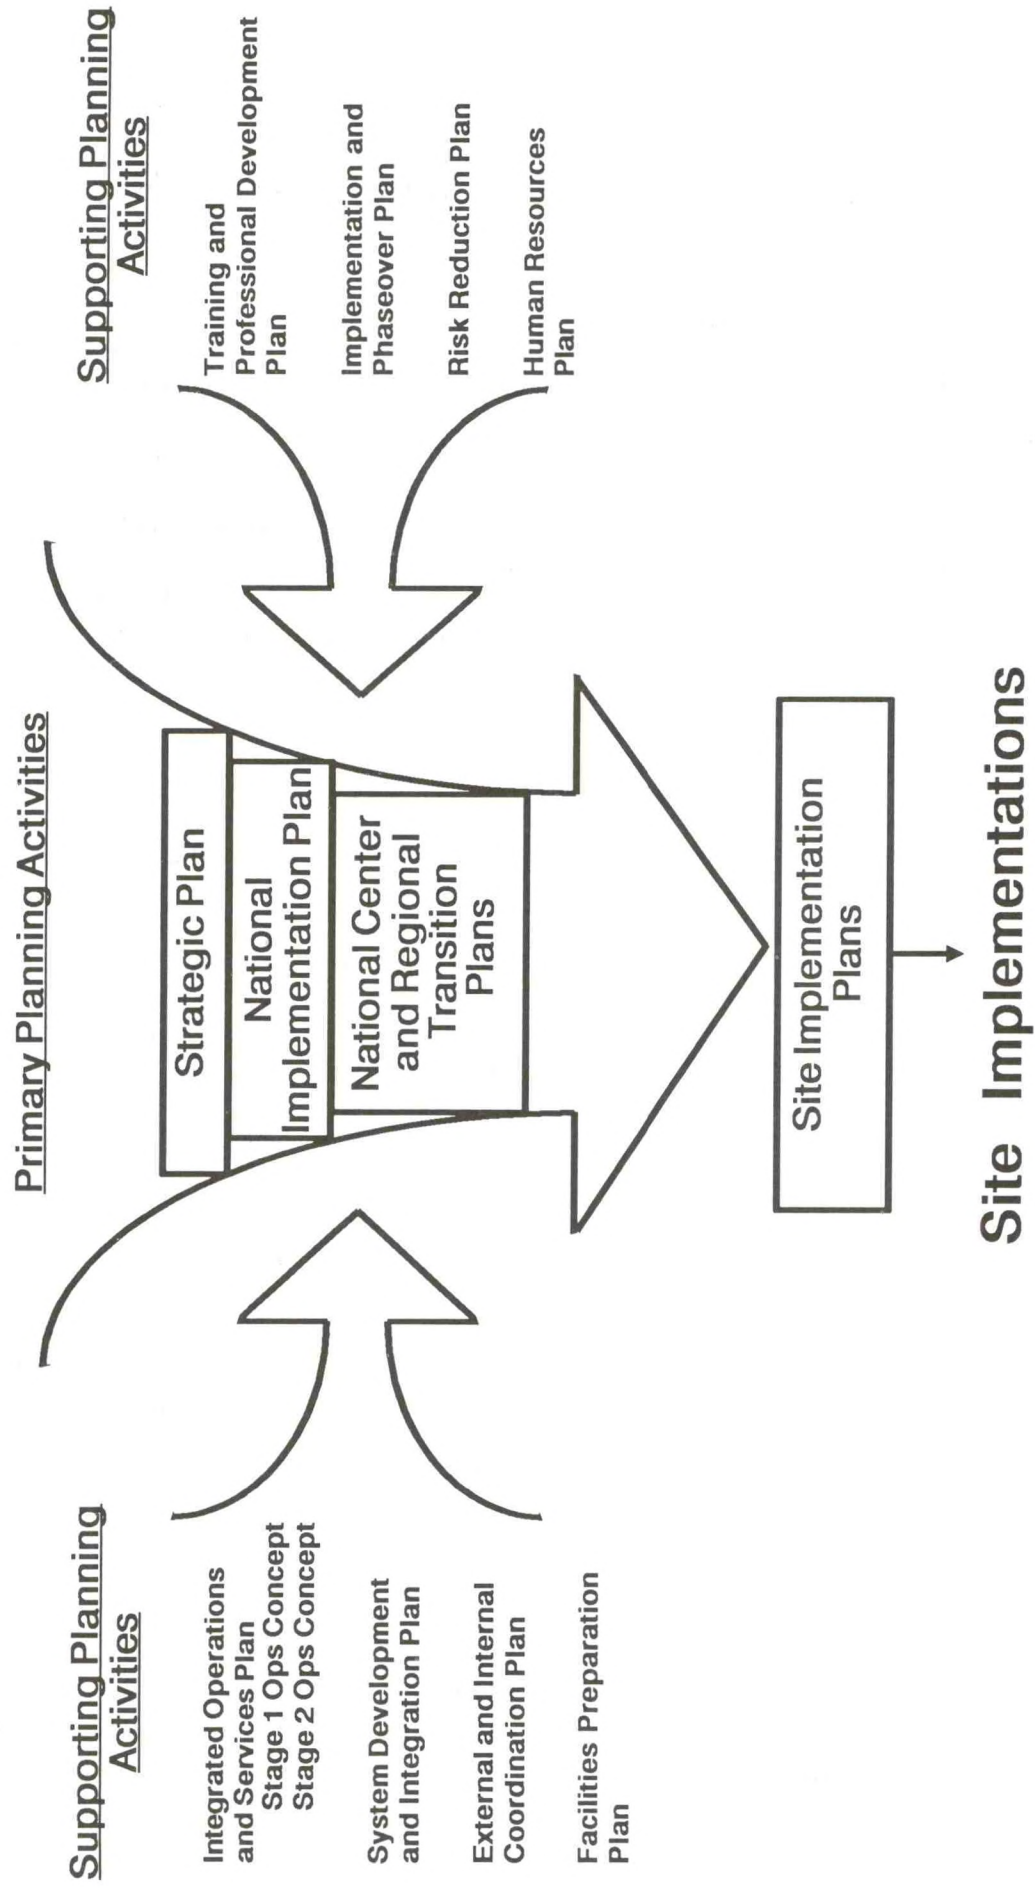 Primary Planning Activities
Supporting Planning
Activities
Integrated Operations
and Services Plan
Stage 1 Ops Concept
Stage 2 Ops Concept
System Development
and Integration Plan
External and Internal
Coordination Plan
Facilities Preparation
Plan
Strategic Plan
National
Implementation Plan
National Center
and Regional
Transition
Plans
Supporting Planning
Activities
Training and
Professional Development
Plan
Implementation and
Phaseover Plan
Risk Reduction Plan
Human Resources
Plan
Site Implementation
Plans
Site Implementations